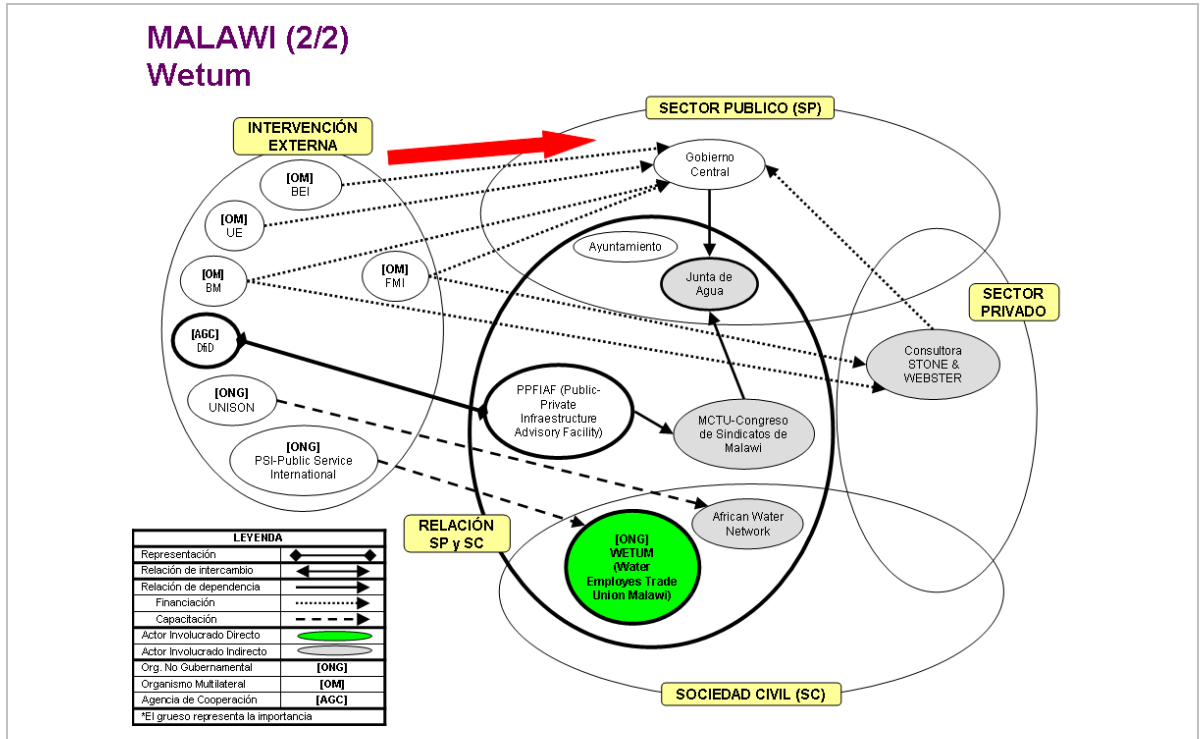 MALAWI (2/2)
Wetum
SECTOR PUBLICO (SP)
INTERVENCIÓN
EXTERNA
[OM]
BEI
[OM]
UE
[OM]
BM
[OM]
FMI
[AGC]
DfiD
[ONG]
UNISON
[ONG]
PSI-Public Service
International
Gobierno
Central
Ayuntamiento
Junta de
Agua
SECTOR
PRIVADO
Consultora
STONE &
WEBSTER
PPFIAF (Public-
Private
Infraestructure
Advisory Facility)
MCTU-Congreso
de Sindicatos de
Malawi
African Water
Network
RELACIÓN
SP y SC
[ONG]
WETUM
(Water
Employes Trade
Union Malawi)
SOCIEDAD CIVIL (SC)
LEYENDA
Representación
Relación de intercambio
Relación de dependencia
Financiación
Capacitación
Actor Involucrado Directo
Actor Involucrado Indirecto
Org. No Gubernamental [ONG]
Organismo Multilateral [OM]
Agencia de Cooperación [AGC]
*El grueso representa la importancia